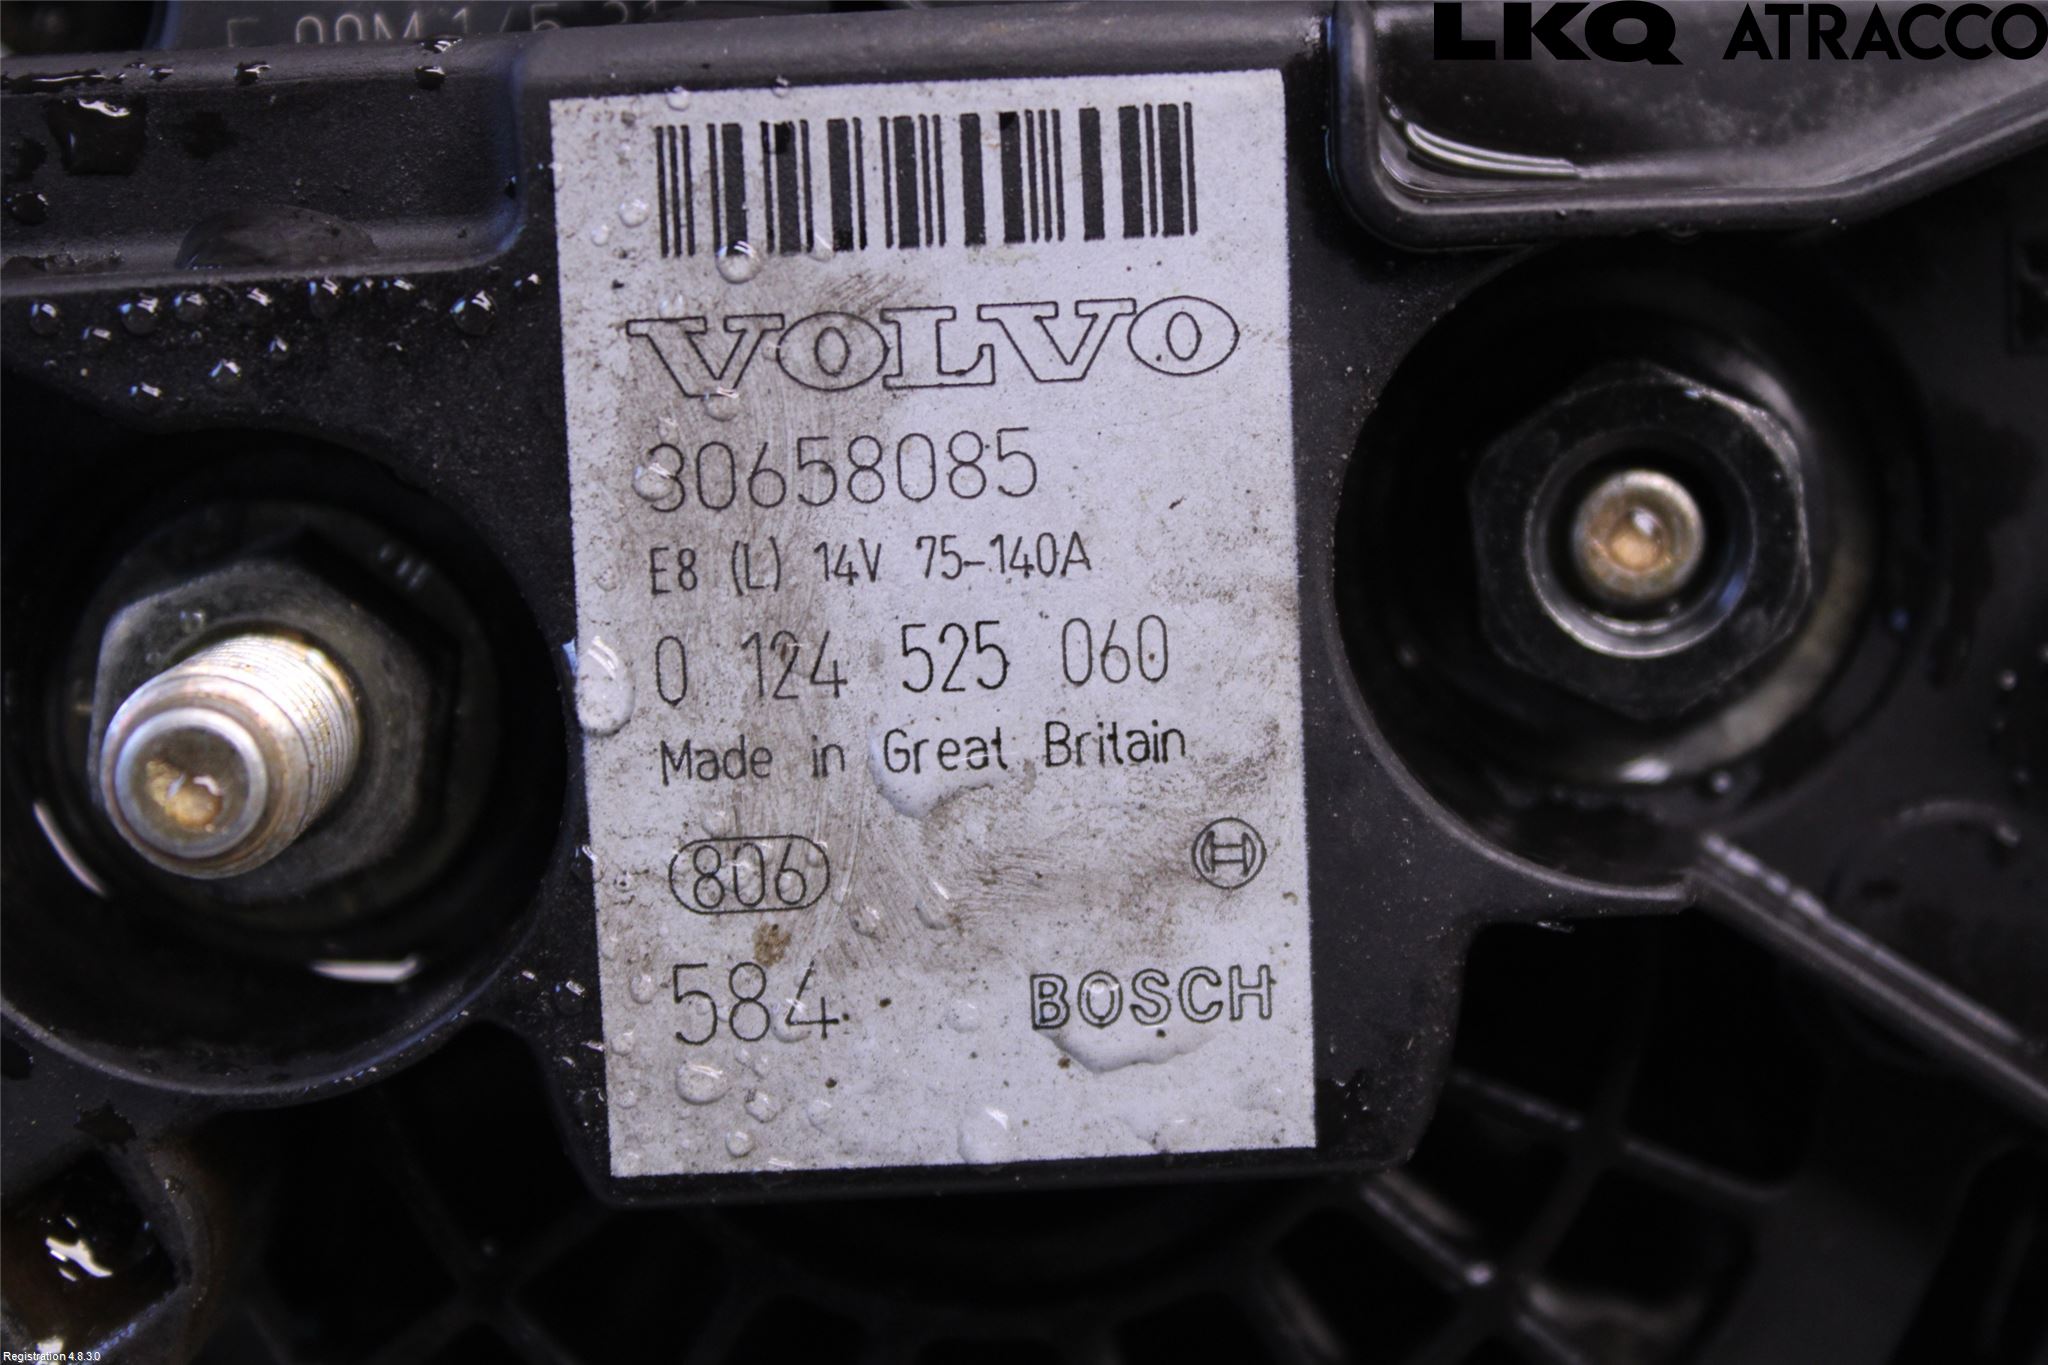 LKQ ATRACCO
VOLVO
30658085
E8 (L) 14V 75-140A
0 124 525 060
Made in Great Britain
806
584 BOSCH
Registration 4.8.3.0